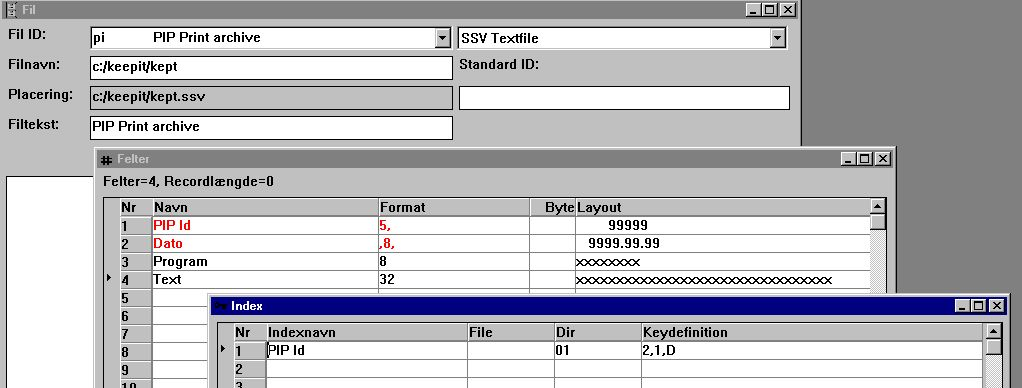 Fil
Fil ID: pi PIP Print archive SSV Textfile
Filnavn: c:/keepit/kept Standard ID:
Placering: c:/keepit/kept.ssv
Filtekst: PIP Print archive
Felter
Felter=4, Recordlængde=0
Nr Navn Format Byte Layout
1 PIP Id 5, 99999
2 Dato ,8, 9999.99.99
3 Program 8 xxxxxxxx
4 Text 32 xxxxxxxxxxxxxxxxxxxxxxxxxxxxxxxx
5
6
7
8
9
10
Index
Nr Indexnavn File Dir Keydefinition
1 PIP Id 01 2,1,D
2
3